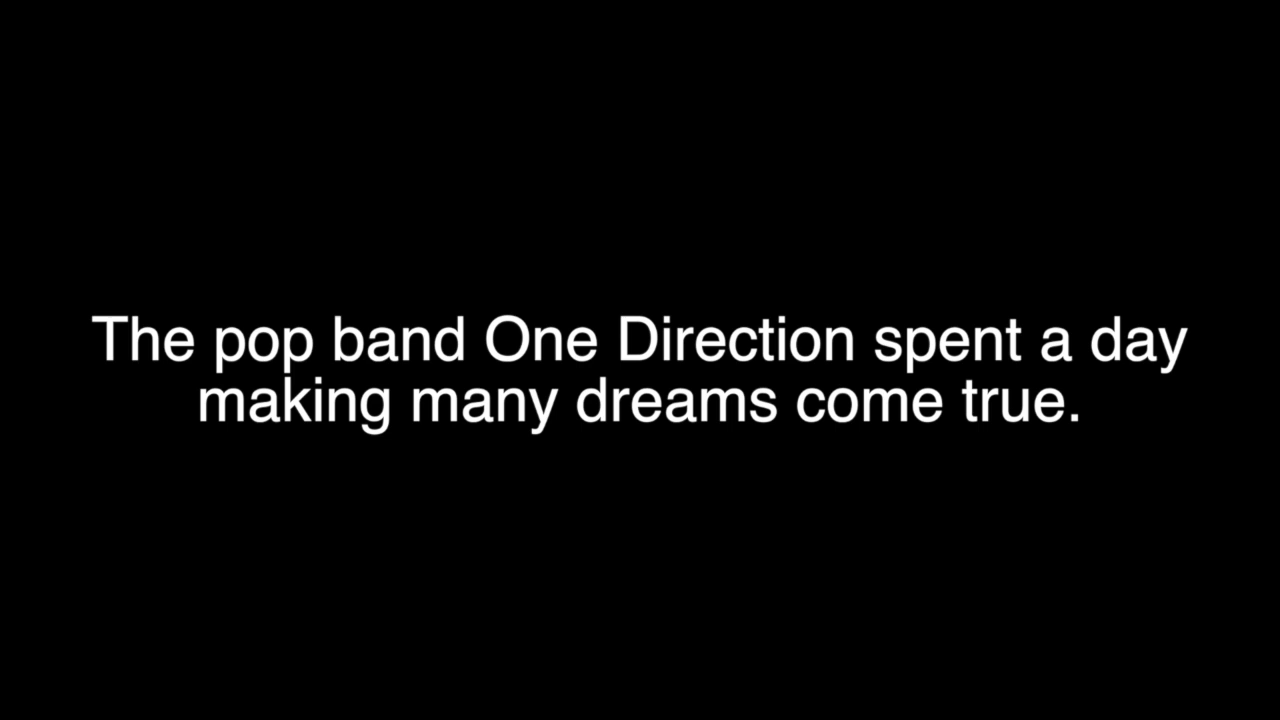 The pop band One Direction spent a day
making many dreams come true.